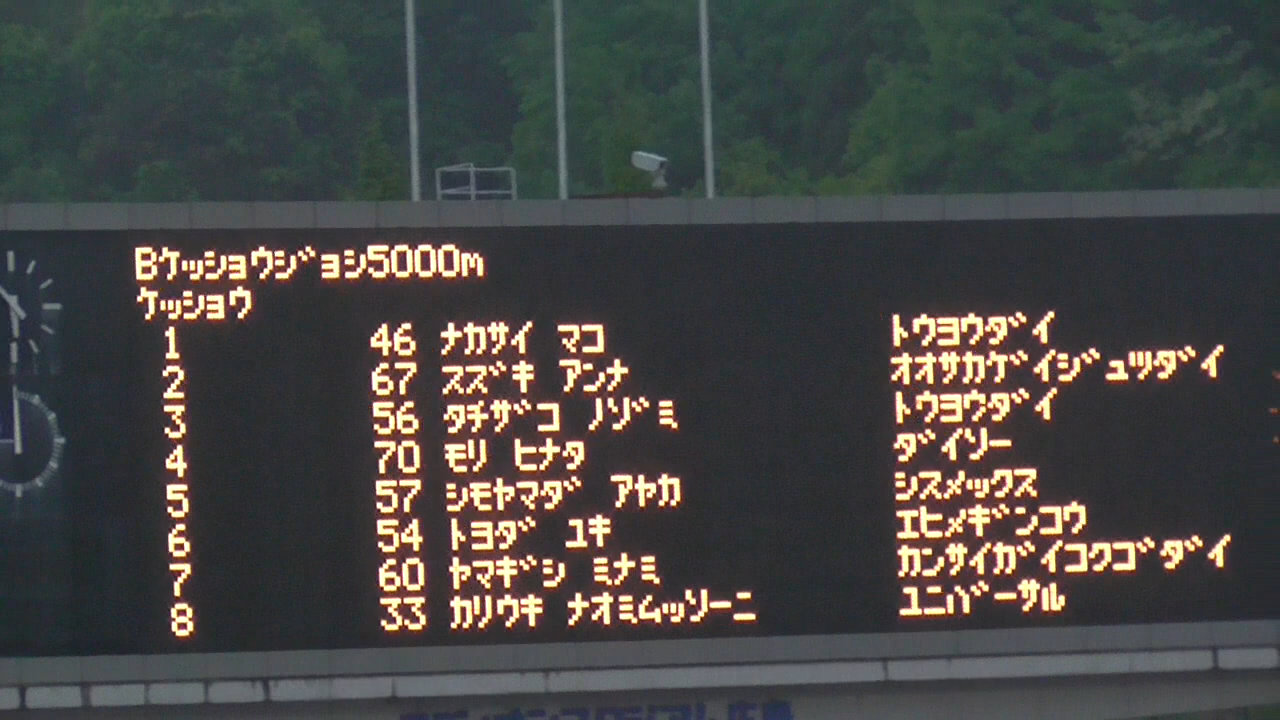 Bケッショウジョシ5000m
ケッショウ
1 46 ナカサイ マコ トウヨウダイ
2 67 スズキ アンナ オオサカゲイジュツダイ
3 56 タチザコ ノゾミ トウヨウダイ
4 70 モリ ヒナタ ダイソー
5 57 シモヤマダ アヤカ シスメックス
6 54 トヨダ ユキ エヒメギンコウ
7 60 ヤマギシ ミナミ カンサイガイコクゴダイ
8 33 カリウキ ナオミムッソーニ ユニバーサル